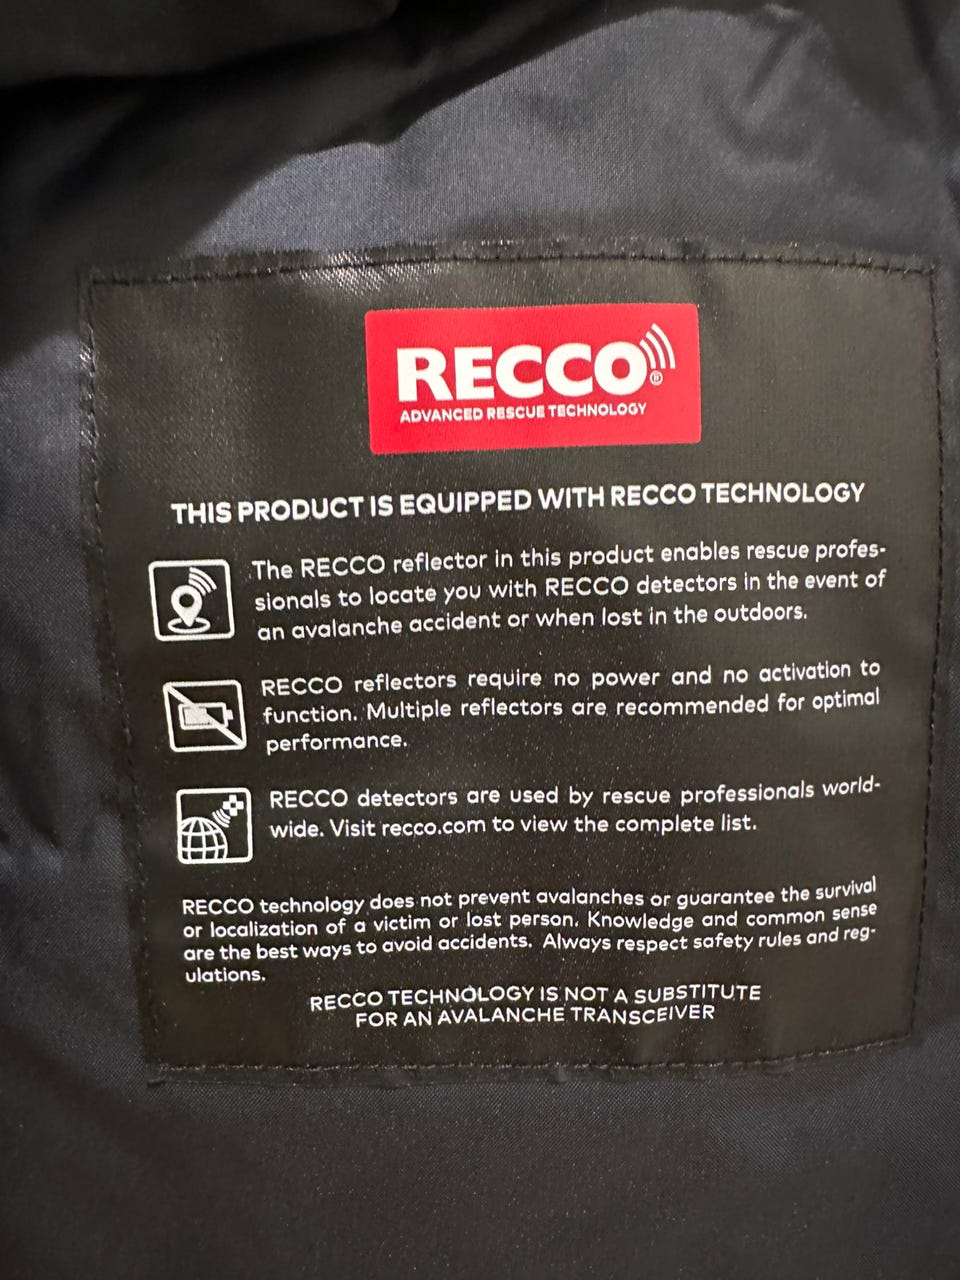 RECCO®
ADVANCED RESCUE TECHNOLOGY
THIS PRODUCT IS EQUIPPED WITH RECCO TECHNOLOGY
The RECCO reflector in this product enables rescue profes-
sionals to locate you with RECCO detectors in the event of
an avalanche accident or when lost in the outdoors.
RECCO reflectors require no power and no activation to
function. Multiple reflectors are recommended for optimal
performance.
RECCO detectors are used by rescue professionals world-
wide. Visit recco.com to view the complete list.
RECCO technology does not prevent avalanches or guarantee the survival
or localization of a victim or lost person. Knowledge and common sense
are the best ways to avoid accidents. Always respect safety rules and reg-
ulations.
RECCO TECHNOLOGY IS NOT A SUBSTITUTE
FOR AN AVALANCHE TRANSCEIVER